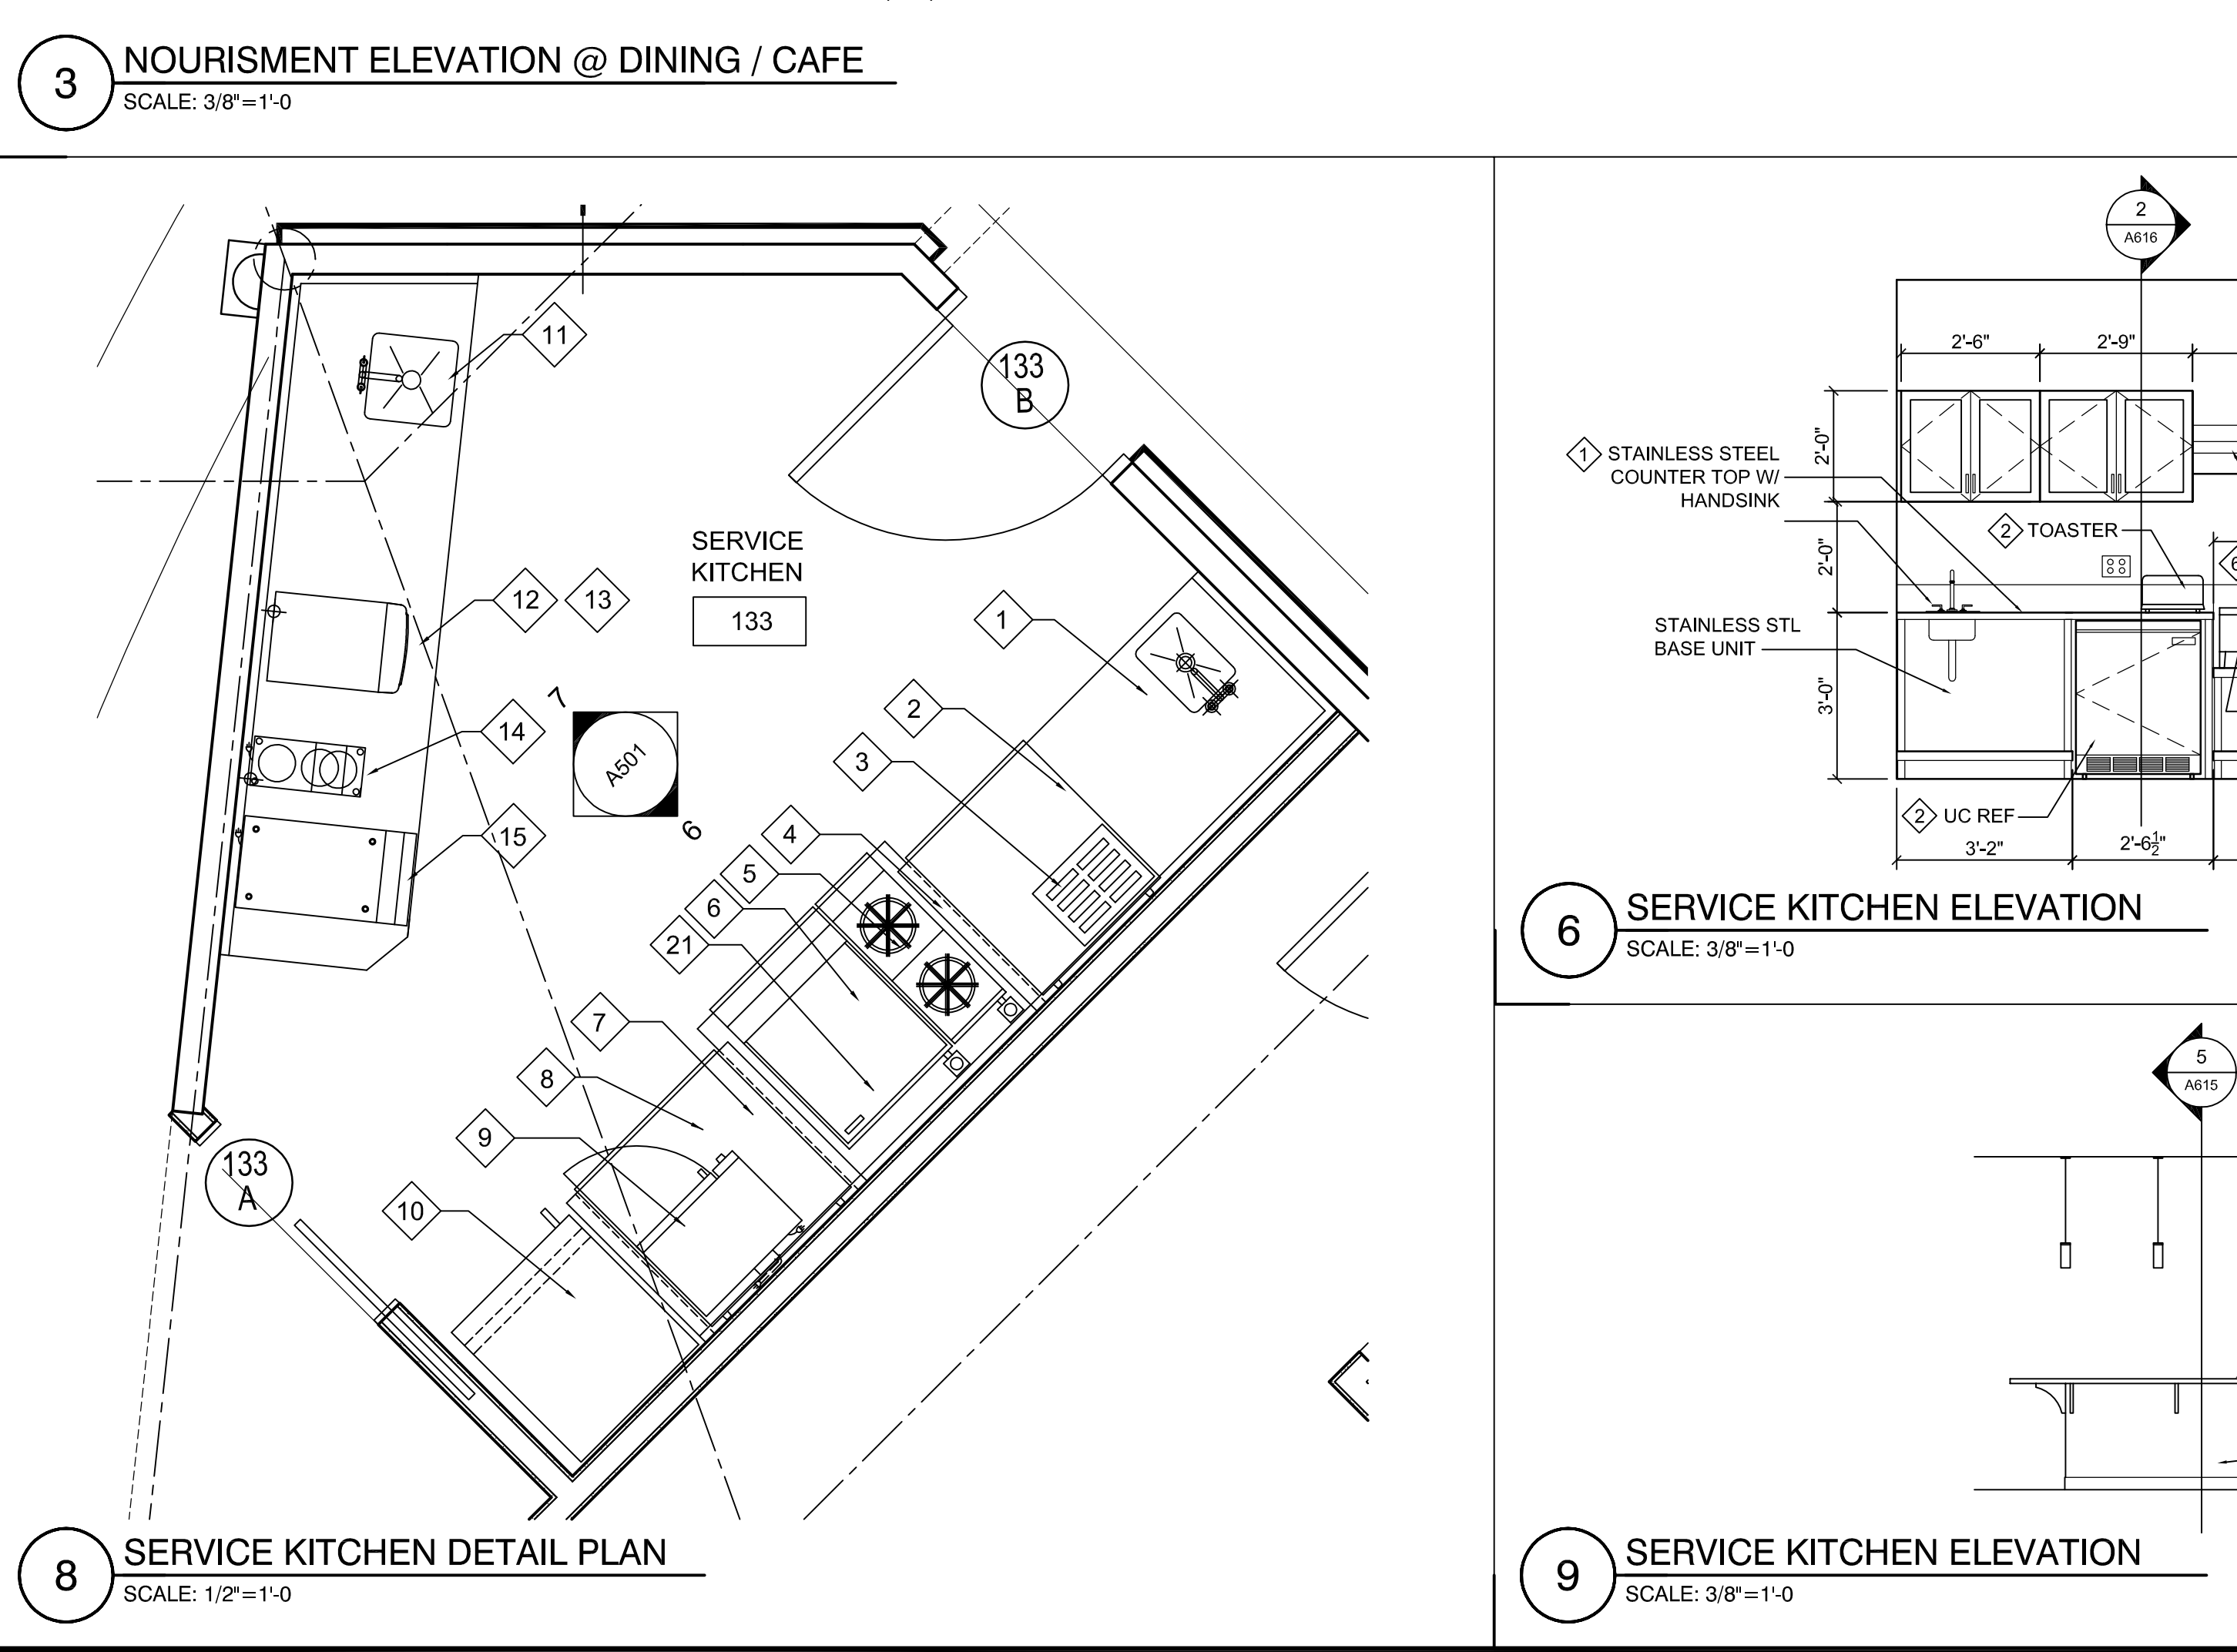 3
NOURISMENT ELEVATION @ DINING / CAFE
SCALE: 3/8"=1'-0
11
133
B
SERVICE
KITCHEN
133
12
13
1
7
14
A501
6
2
3
15
4
5
6
21
7
8
9
10
133
A
8
SERVICE KITCHEN DETAIL PLAN
SCALE: 1/2"=1'-0
2
A616
2'-6"
2'-9"
2'-0"
1 STAINLESS STEEL
COUNTER TOP W/
HANDSINK
2 TOASTER
2'-0"
6
STAINLESS STL
BASE UNIT
3'-0"
2 UC REF
3'-2"
2'-6½"
6
SERVICE KITCHEN ELEVATION
SCALE: 3/8"=1'-0
5
A615
9
SERVICE KITCHEN ELEVATION
SCALE: 3/8"=1'-0